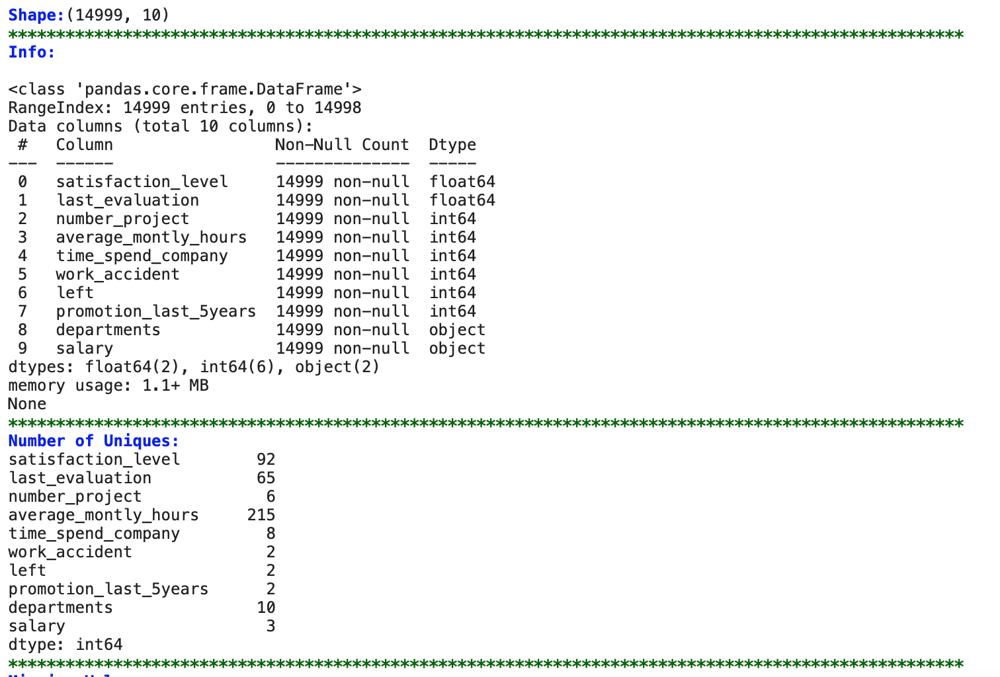 Shape:(14999, 10)
****************************************************************************************************
Info:
<class 'pandas.core.frame.DataFrame'>
RangeIndex: 14999 entries, 0 to 14998
Data columns (total 10 columns):
 #   Column                 Non-Null Count  Dtype
---  ------                 --------------  -----
 0   satisfaction_level     14999 non-null  float64
 1   last_evaluation        14999 non-null  float64
 2   number_project         14999 non-null  int64
 3   average_montly_hours   14999 non-null  int64
 4   time_spend_company     14999 non-null  int64
 5   work_accident          14999 non-null  int64
 6   left                   14999 non-null  int64
 7   promotion_last_5years  14999 non-null  int64
 8   departments            14999 non-null  object
 9   salary                 14999 non-null  object
dtypes: float64(2), int64(6), object(2)
memory usage: 1.1+ MB
None
****************************************************************************************************
Number of Uniques:
satisfaction_level        92
last_evaluation           65
number_project             6
average_montly_hours     215
time_spend_company         8
work_accident              2
left                       2
promotion_last_5years      2
departments               10
salary                     3
dtype: int64
****************************************************************************************************